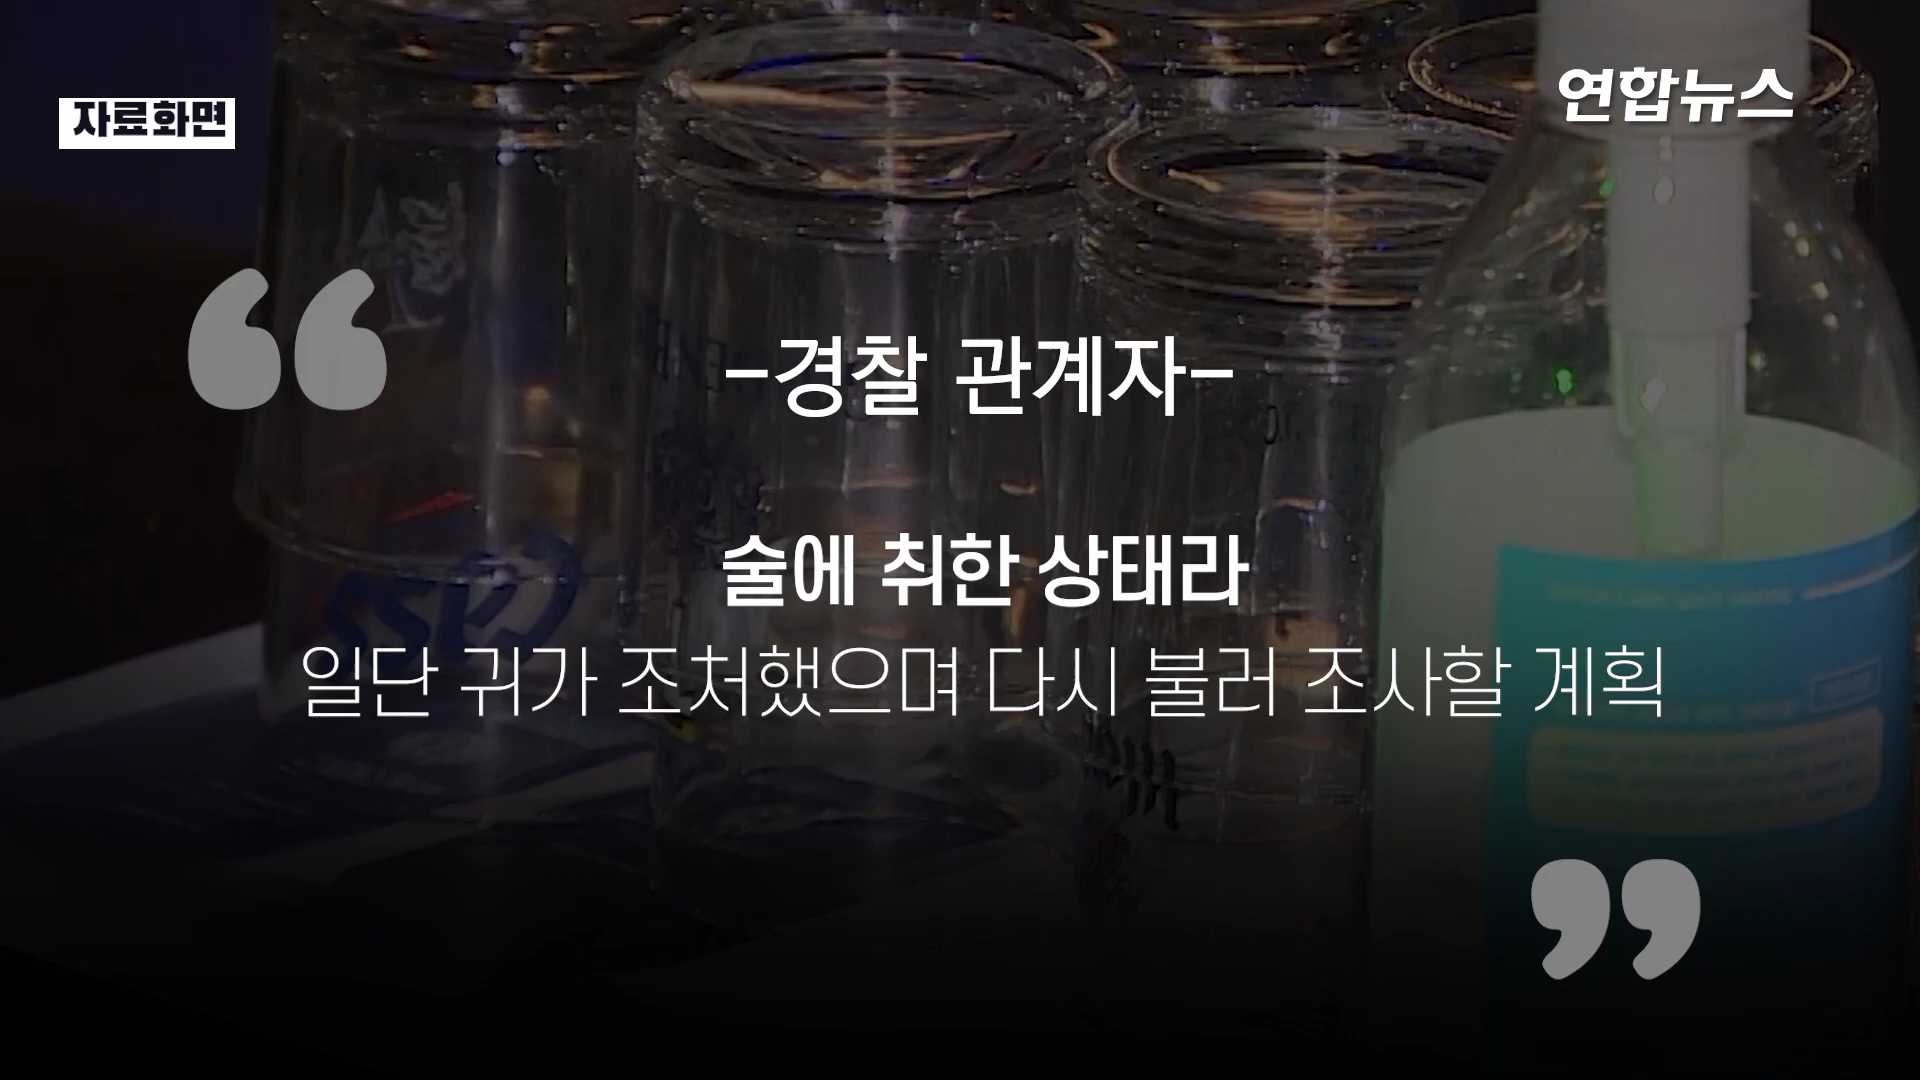 자료화면
연합뉴스
-경찰 관계자-
술에 취한 상태라
일단 귀가 조처했으며 다시 불러 조사할 계획